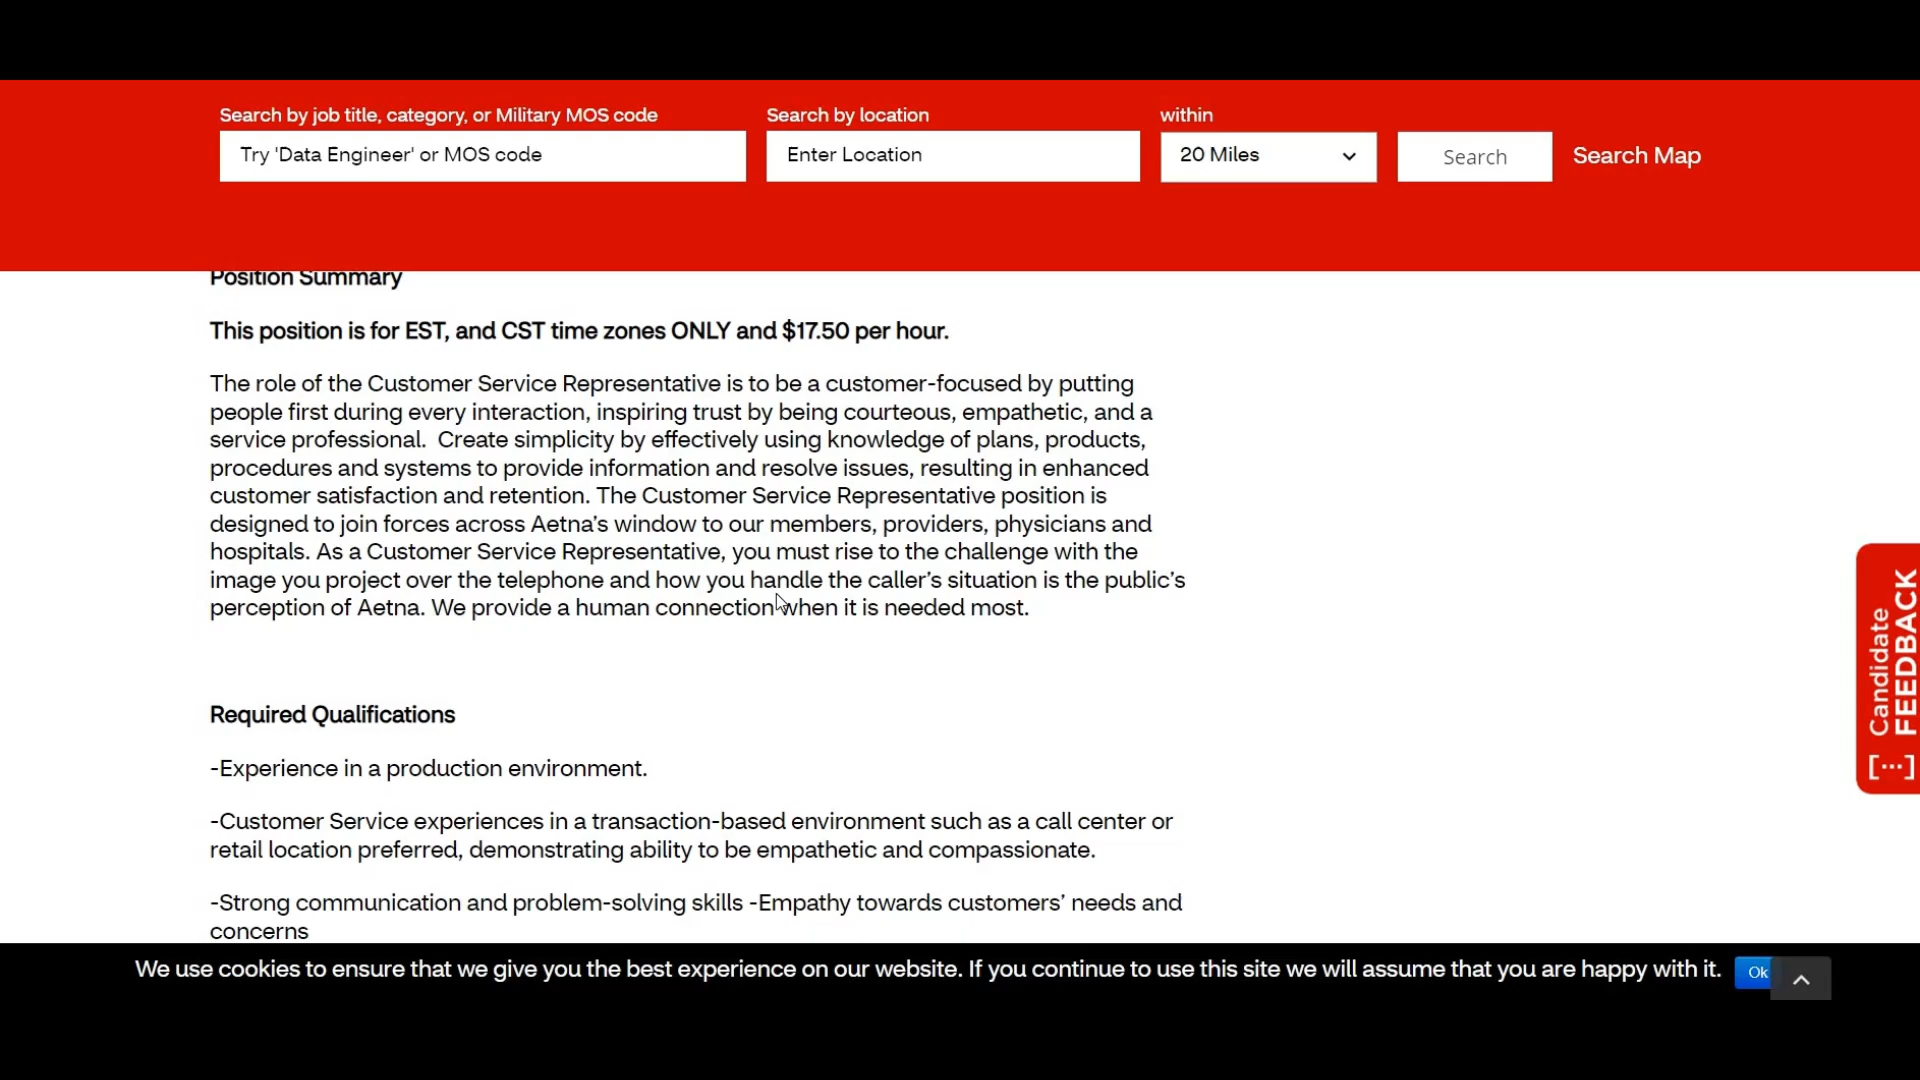 Search by job title, category, or Military MOS code
Search by location
within
Try 'Data Engineer' or MOS code
Enter Location
20 Miles
Search
Search Map
Position Summary
This position is for EST, and CST time zones ONLY and $17.50 per hour.
The role of the Customer Service Representative is to be a customer-focused by putting
people first during every interaction, inspiring trust by being courteous, empathetic, and a
service professional.  Create simplicity by effectively using knowledge of plans, products,
procedures and systems to provide information and resolve issues, resulting in enhanced
customer satisfaction and retention. The Customer Service Representative position is
designed to join forces across Aetna’s window to our members, providers, physicians and
hospitals. As a Customer Service Representative, you must rise to the challenge with the
image you project over the telephone and how you handle the caller’s situation is the public’s
perception of Aetna. We provide a human connection when it is needed most.
Required Qualifications
-Experience in a production environment.
-Customer Service experiences in a transaction-based environment such as a call center or
retail location preferred, demonstrating ability to be empathetic and compassionate.
-Strong communication and problem-solving skills -Empathy towards customers’ needs and
concerns
Candidate
FEEDBACK
[...]
We use cookies to ensure that we give you the best experience on our website. If you continue to use this site we will assume that you are happy with it.
Ok